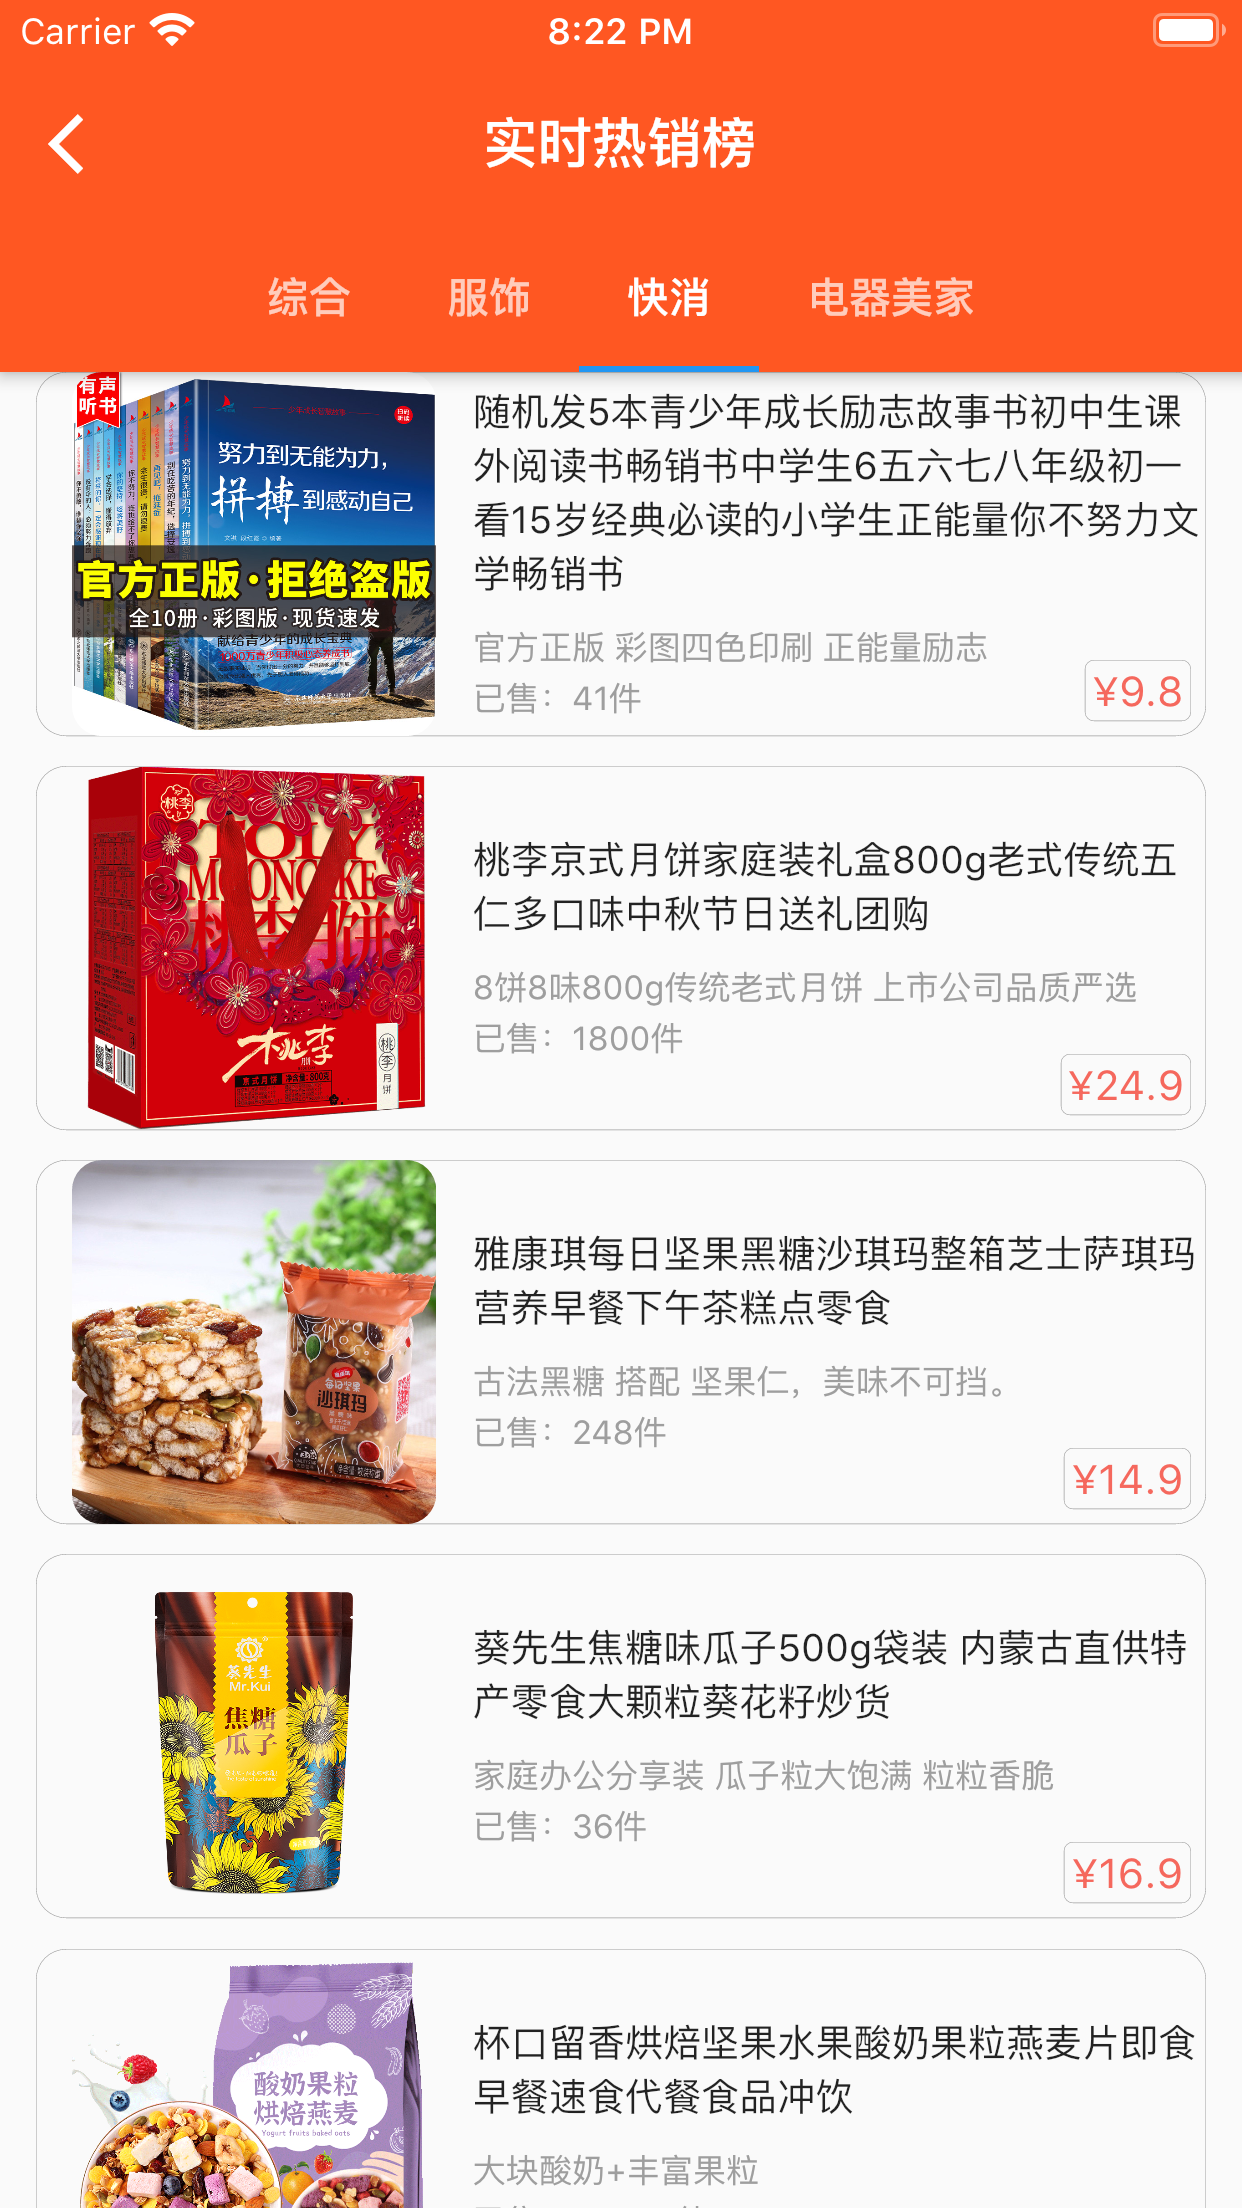 Carrier
8:22 PM
实时热销榜
综合
服饰
快消
电器美家
有声
听书
努力到无能为力，
拼搏到感动自己
官方正版·拒绝盗版
全10册·彩图版·现货速发
献给青少年的成长宝典
随机发5本青少年成长励志故事书初中生课
外阅读书畅销书中学生6五六七八年级初一
看15岁经典必读的小学生正能量你不努力文
学畅销书
官方正版 彩图四色印刷 正能量励志
已售：41件
¥9.8
桃李
TOLY
桃李月饼
桃李
桃李月饼
桃李京式月饼家庭装礼盒800g老式传统五
仁多口味中秋节日送礼团购
8饼8味800g传统老式月饼 上市公司品质严选
已售：1800件
¥24.9
每日坚果
沙琪玛
雅康琪每日坚果黑糖沙琪玛整箱芝士萨琪玛
营养早餐下午茶糕点零食
古法黑糖 搭配 坚果仁，美味不可挡。
已售：248件
¥14.9
葵先生
Mr.Kui
焦糖
瓜子
葵先生焦糖味瓜子500g袋装 内蒙古直供特
产零食大颗粒葵花籽炒货
家庭办公分享装 瓜子粒大饱满 粒粒香脆
已售：36件
¥16.9
酸奶果粒
烘焙燕麦
Yogurt fruits baked oats
杯口留香烘焙坚果水果酸奶果粒燕麦片即食
早餐速食代餐食品冲饮
大块酸奶+丰富果粒